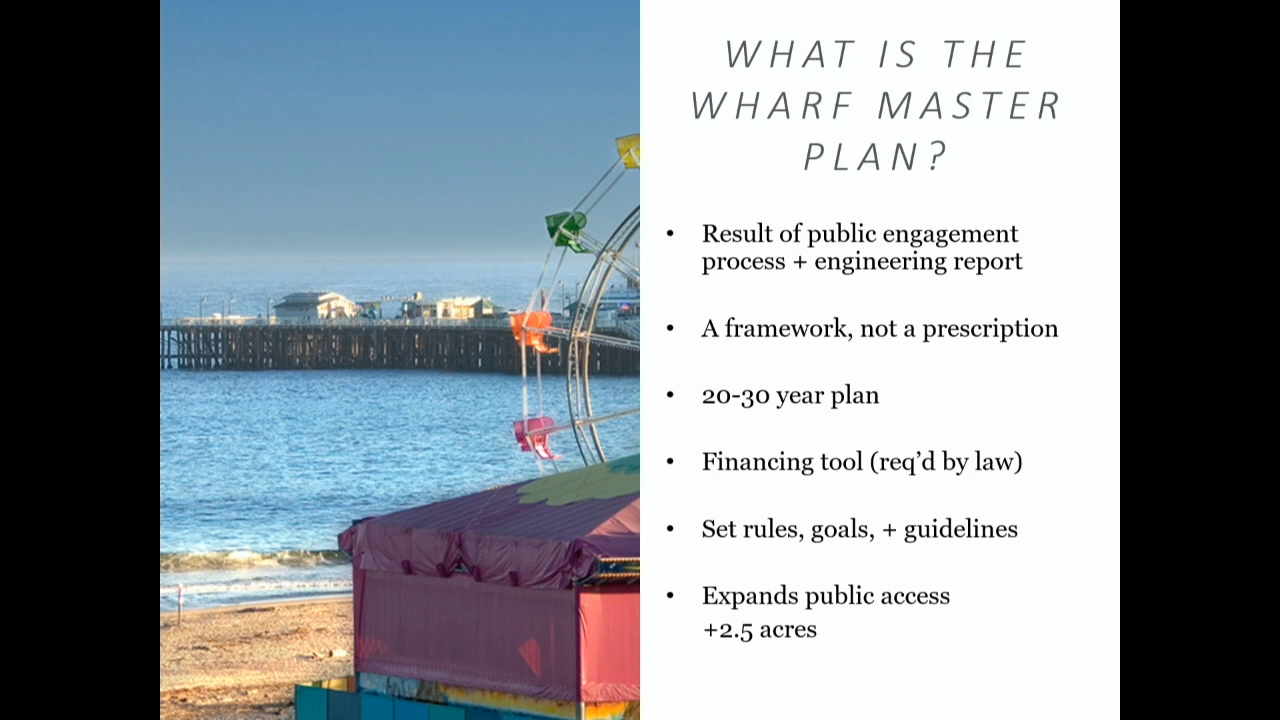 WHAT IS THE
WHARF MASTER
PLAN?
• Result of public engagement
process + engineering report
• A framework, not a prescription
• 20-30 year plan
• Financing tool (req’d by law)
• Set rules, goals, + guidelines
• Expands public access
+2.5 acres